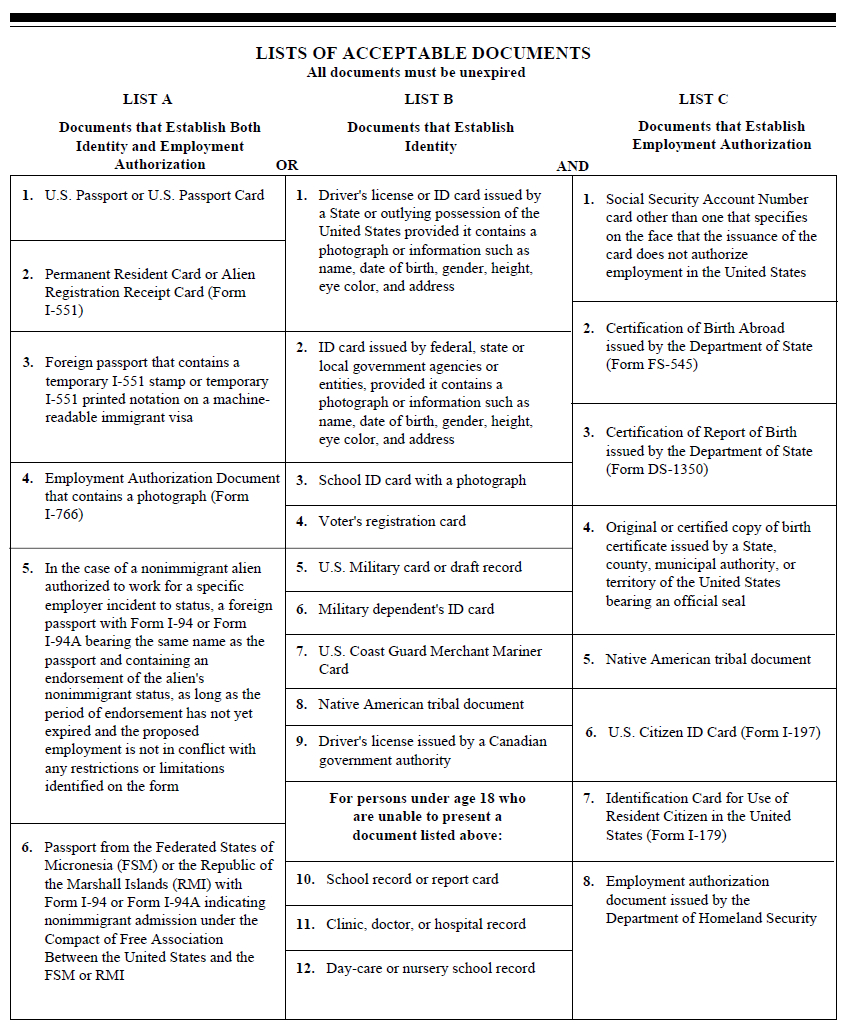 LISTS OF ACCEPTABLE DOCUMENTS
All documents must be unexpired
LIST A
Documents that Establish Both
Identity and Employment
Authorization
OR
1. U.S. Passport or U.S. Passport Card
2. Permanent Resident Card or Alien
Registration Receipt Card (Form
I-551)
3. Foreign passport that contains a
temporary I-551 stamp or temporary
I-551 printed notation on a machine-
readable immigrant visa
4. Employment Authorization Document
that contains a photograph (Form
I-766)
5. In the case of a nonimmigrant alien
authorized to work for a specific
employer incident to status, a foreign
passport with Form I-94 or Form
I-94A bearing the same name as the
passport and containing an
endorsement of the alien's
nonimmigrant status, as long as the
period of endorsement has not yet
expired and the proposed
employment is not in conflict with
any restrictions or limitations
identified on the form
6. Passport from the Federated States of
Micronesia (FSM) or the Republic of
the Marshall Islands (RMI) with
Form I-94 or Form I-94A indicating
nonimmigrant admission under the
Compact of Free Association
Between the United States and the
FSM or RMI
LIST B
Documents that Establish
Identity
AND
1. Driver's license or ID card issued by
a State or outlying possession of the
United States provided it contains a
photograph or information such as
name, date of birth, gender, height,
eye color, and address
2. ID card issued by federal, state or
local government agencies or
entities, provided it contains a
photograph or information such as
name, date of birth, gender, height,
eye color, and address
3. School ID card with a photograph
4. Voter's registration card
5. U.S. Military card or draft record
6. Military dependent's ID card
7. U.S. Coast Guard Merchant Mariner
Card
8. Native American tribal document
9. Driver's license issued by a Canadian
government authority
For persons under age 18 who
are unable to present a
document listed above:
10. School record or report card
11. Clinic, doctor, or hospital record
12. Day-care or nursery school record
LIST C
Documents that Establish
Employment Authorization
1. Social Security Account Number
card other than one that specifies
on the face that the issuance of the
card does not authorize
employment in the United States
2. Certification of Birth Abroad
issued by the Department of State
(Form FS-545)
3. Certification of Report of Birth
issued by the Department of State
(Form DS-1350)
4. Original or certified copy of birth
certificate issued by a State,
county, municipal authority, or
territory of the United States
bearing an official seal
5. Native American tribal document
6. U.S. Citizen ID Card (Form I-197)
7. Identification Card for Use of
Resident Citizen in the United
States (Form I-179)
8. Employment authorization
document issued by the
Department of Homeland Security